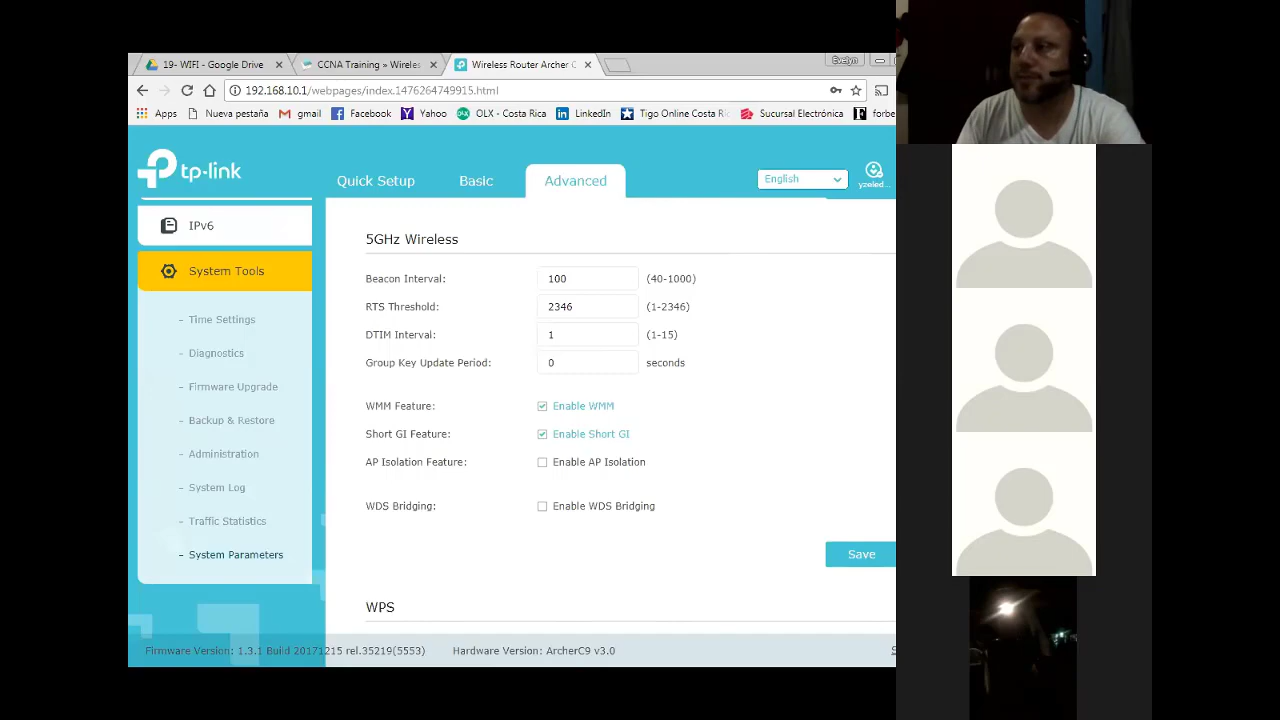 19- WIFI - Google Drive
CCNA Training » Wireles
Wireless Router Archer C
Evelyn
192.168.10.1/webpages/index.1476264749915.html
Apps
Nueva pestaña
gmail
Facebook
Yahoo
OLX - Costa Rica
LinkedIn
Tigo Online Costa Ri
Sucursal Electrónica
forbe
tp-link
Quick Setup
Basic
Advanced
English
yzeled...
IPv6
System Tools
- Time Settings
- Diagnostics
- Firmware Upgrade
- Backup & Restore
- Administration
- System Log
- Traffic Statistics
- System Parameters
5GHz Wireless
Beacon Interval: 100 (40-1000)
RTS Threshold: 2346 (1-2346)
DTIM Interval: 1 (1-15)
Group Key Update Period: 0 seconds
WMM Feature: Enable WMM
Short GI Feature: Enable Short GI
AP Isolation Feature: Enable AP Isolation
WDS Bridging: Enable WDS Bridging
Save
WPS
Firmware Version: 1.3.1 Build 20171215 rel.35219(5553) Hardware Version: ArcherC9 v3.0